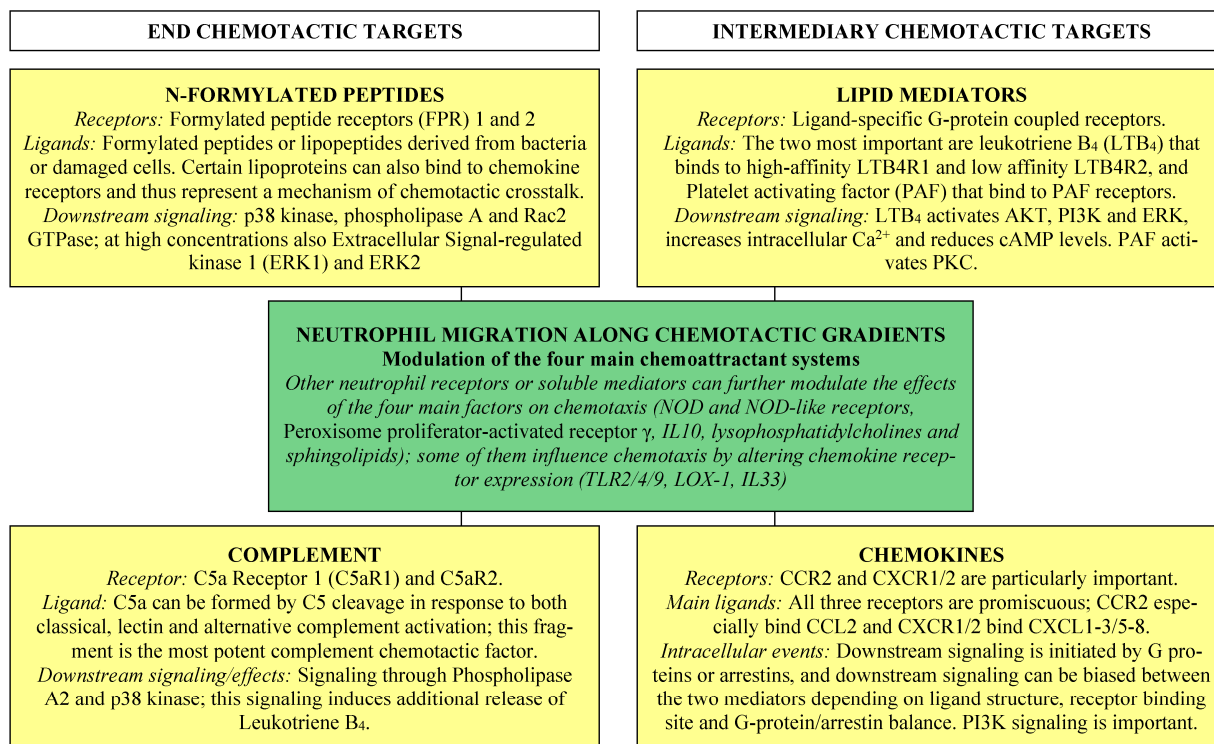 END CHEMOTACTIC TARGETS
INTERMEDIARY CHEMOTACTIC TARGETS
N-FORMYLATED PEPTIDES
Receptors: Formylated peptide receptors (FPR) 1 and 2
Ligands: Formylated peptides or lipopeptides derived from bacteria
or damaged cells. Certain lipoproteins can also bind to chemokine
receptors and thus represent a mechanism of chemotactic crosstalk.
Downstream signaling: p38 kinase, phospholipase A and Rac2
GTPase; at high concentrations also Extracellular Signal-regulated
kinase 1 (ERK1) and ERK2
LIPID MEDIATORS
Receptors: Ligand-specific G-protein coupled receptors.
Ligands: The two most important are leukotriene B₄ (LTB₄) that
binds to high-affinity LTB4R1 and low affinity LTB4R2, and
Platelet activating factor (PAF) that bind to PAF receptors.
Downstream signaling: LTB₄ activates AKT, PI3K and ERK,
increases intracellular Ca²⁺ and reduces cAMP levels. PAF acti-
vates PKC.
NEUTROPHIL MIGRATION ALONG CHEMOTACTIC GRADIENTS
Modulation of the four main chemoattractant systems
Other neutrophil receptors or soluble mediators can further modulate the effects
of the four main factors on chemotaxis (NOD and NOD-like receptors,
Peroxisome proliferator-activated receptor γ, IL10, lysophosphatidylcholines and
sphingolipids); some of them influence chemotaxis by altering chemokine recep-
tor expression (TLR2/4/9, LOX-1, IL33)
COMPLEMENT
Receptor: C5a Receptor 1 (C5aR1) and C5aR2.
Ligand: C5a can be formed by C5 cleavage in response to both
classical, lectin and alternative complement activation; this frag-
ment is the most potent complement chemotactic factor.
Downstream signaling/effects: Signaling through Phospholipase
A2 and p38 kinase; this signaling induces additional release of
Leukotriene B₄.
CHEMOKINES
Receptors: CCR2 and CXCR1/2 are particularly important.
Main ligands: All three receptors are promiscuous; CCR2 espe-
cially bind CCL2 and CXCR1/2 bind CXCL1-3/5-8.
Intracellular events: Downstream signaling is initiated by G pro-
teins or arrestins, and downstream signaling can be biased between
the two mediators depending on ligand structure, receptor binding
site and G-protein/arrestin balance. PI3K signaling is important.